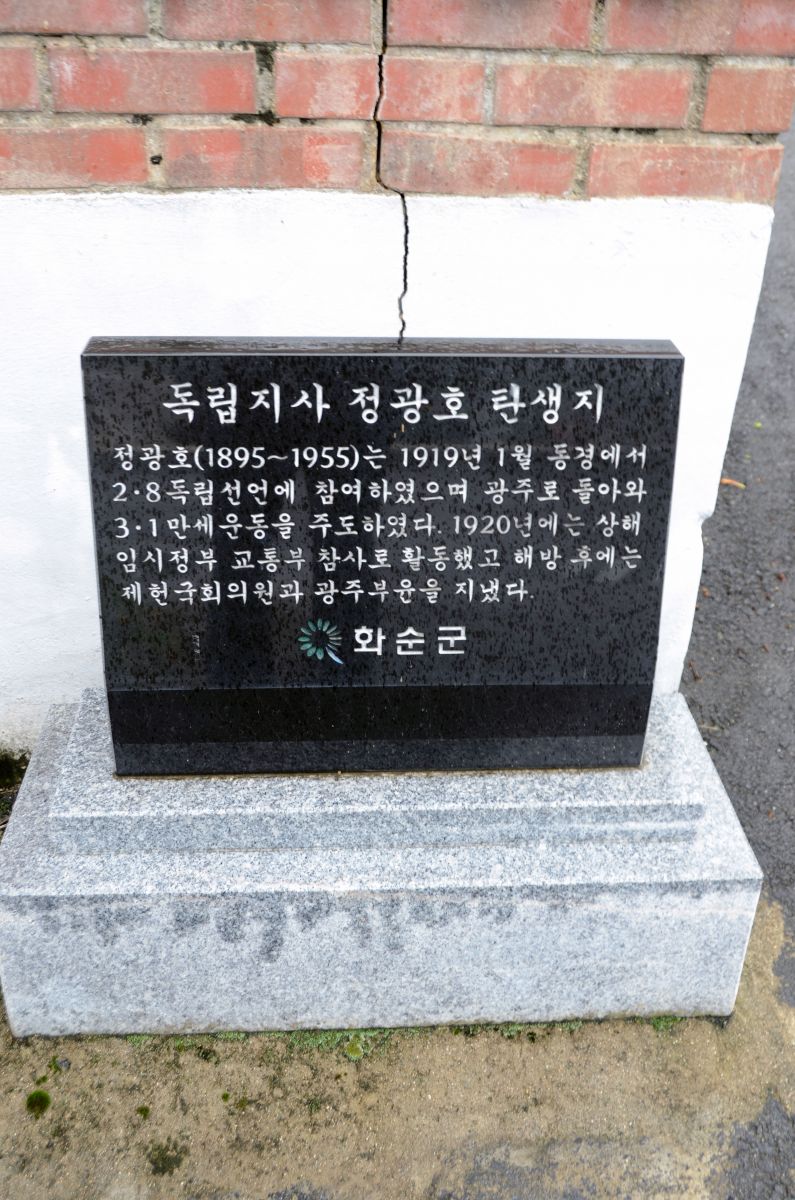 독립지사 정광호 탄생지
정광호(1895~1955)는 1919년 1월 동경에서
2·8독립선언에 참여하였으며 광주로 돌아와
3·1만세운동을 주도하였다. 1920년에는 상해
임시정부 교통부 참사로 활동했고 해방 후에는
제헌국회의원과 광주부윤을 지냈다.
화순군